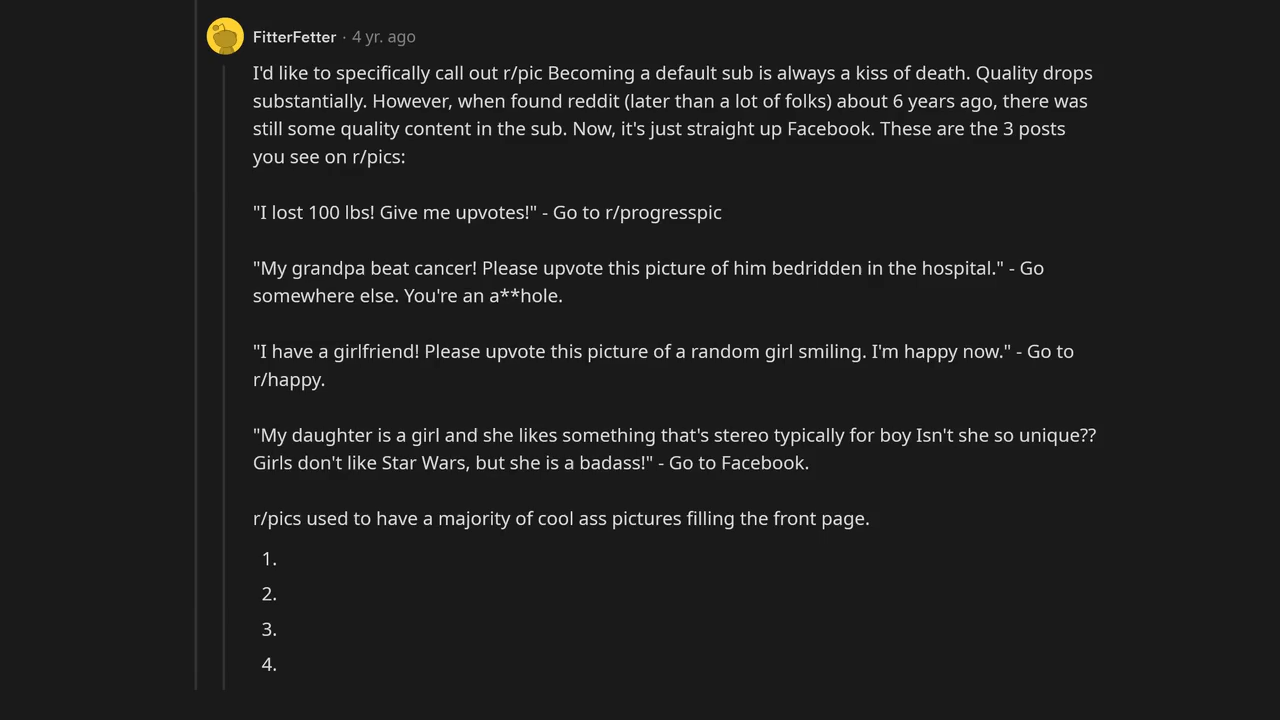 FitterFetter · 4 yr. ago
I'd like to specifically call out r/pic Becoming a default sub is always a kiss of death. Quality drops
substantially. However, when found reddit (later than a lot of folks) about 6 years ago, there was
still some quality content in the sub. Now, it's just straight up Facebook. These are the 3 posts
you see on r/pics:
"I lost 100 lbs! Give me upvotes!" - Go to r/progresspic
"My grandpa beat cancer! Please upvote this picture of him bedridden in the hospital." - Go
somewhere else. You're an a**hole.
"I have a girlfriend! Please upvote this picture of a random girl smiling. I'm happy now." - Go to
r/happy.
"My daughter is a girl and she likes something that's stereo typically for boy Isn't she so unique??
Girls don't like Star Wars, but she is a badass!" - Go to Facebook.
r/pics used to have a majority of cool ass pictures filling the front page.
1.
2.
3.
4.